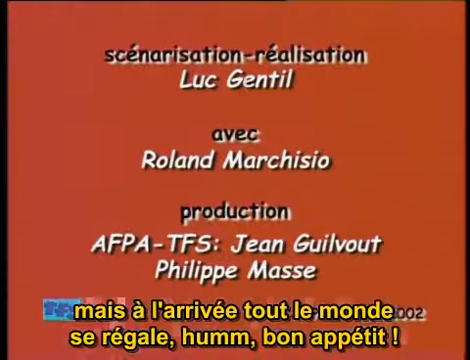 scénarisation-réalisation
Luc Gentil
avec
Roland Marchisio
production
AFPA-TFS: Jean Guilvout
Philippe Masse
mais à l'arrivée tout le monde
2002
se régale, humm, bon appétit !